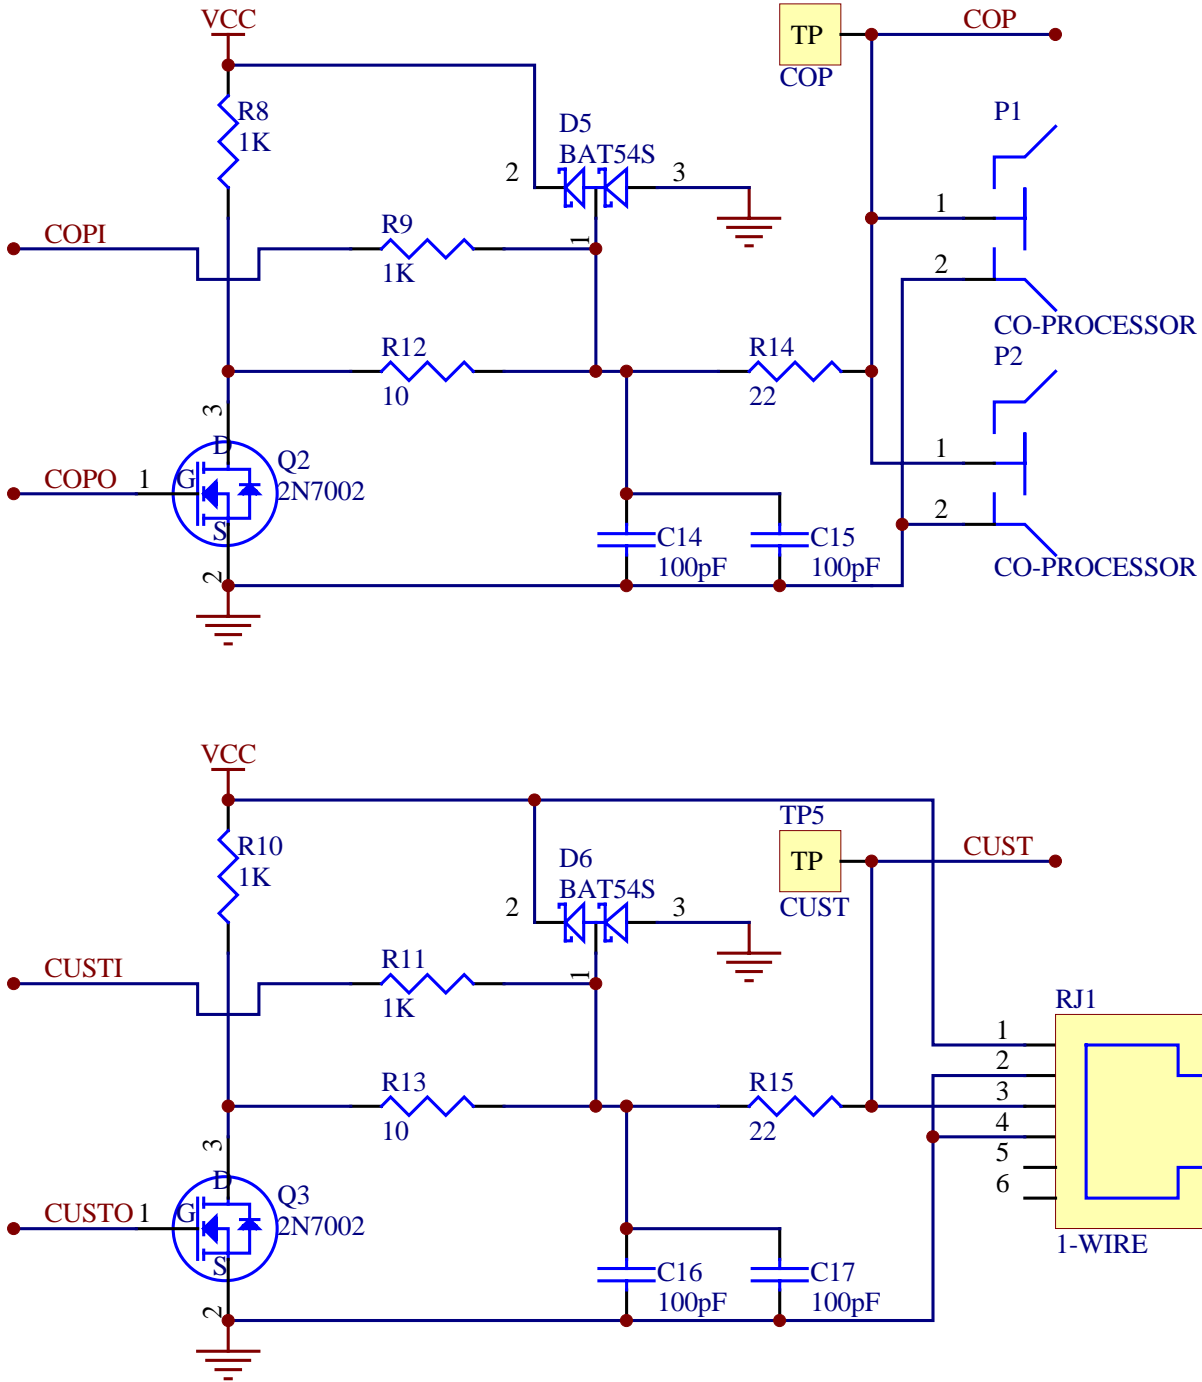 VCC
TP
COP
COP
R8
1K
D5
BAT54S
2
3
P1
1
COPI
R9
1K
1
2
CO-PROCESSOR
R12
10
R14
22
P2
3
D
COPO
1
G
Q2
2N7002
S
1
2
C14
100pF
C15
100pF
CO-PROCESSOR
2
VCC
TP5
TP
CUST
CUST
R10
1K
D6
BAT54S
2
3
CUSTI
R11
1K
1
RJ1
1
2
3
4
5
6
1-WIRE
R13
10
R15
22
3
D
CUSTO
1
G
Q3
2N7002
S
C16
100pF
C17
100pF
2